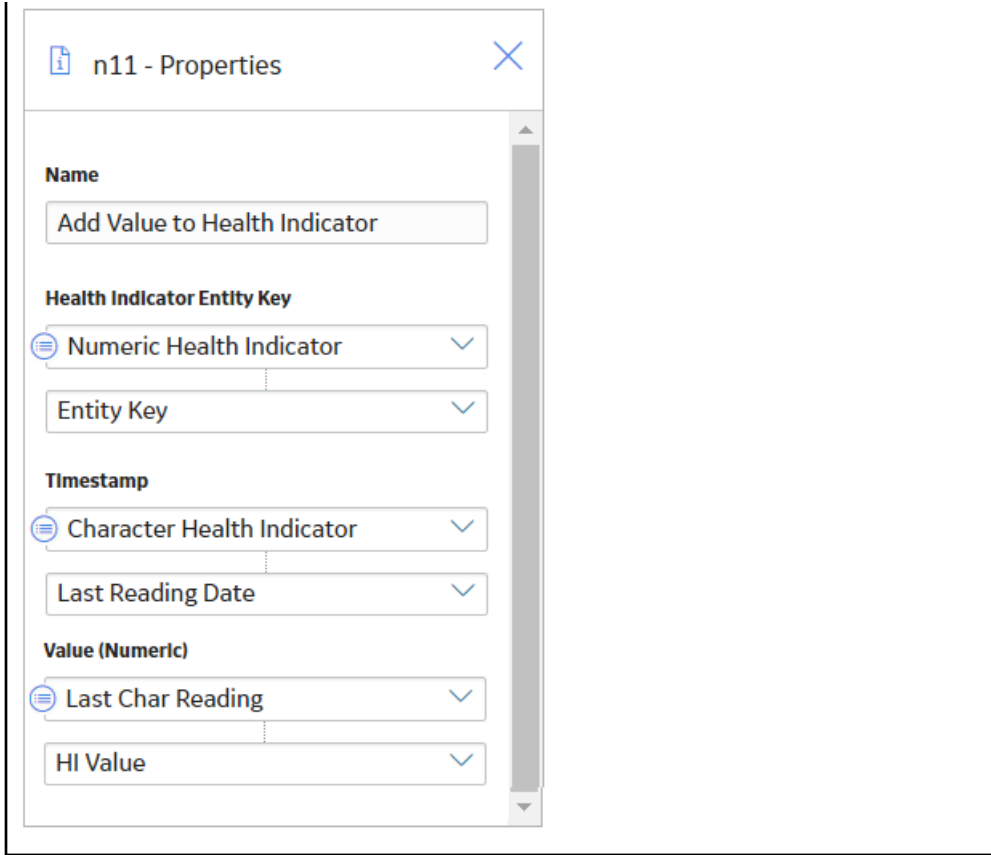 n11 - Properties
Name
Add Value to Health Indicator
Health Indicator Entity Key
Numeric Health Indicator
Entity Key
Timestamp
Character Health Indicator
Last Reading Date
Value (Numeric)
Last Char Reading
HI Value